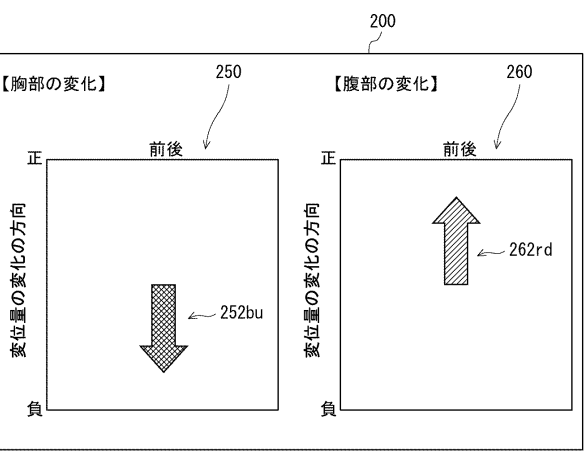 200
【胸部の変化】
250
前後
正
変位量の変化の方向
252bu
負
【腹部の変化】
260
前後
正
変位量の変化の方向
262rd
負